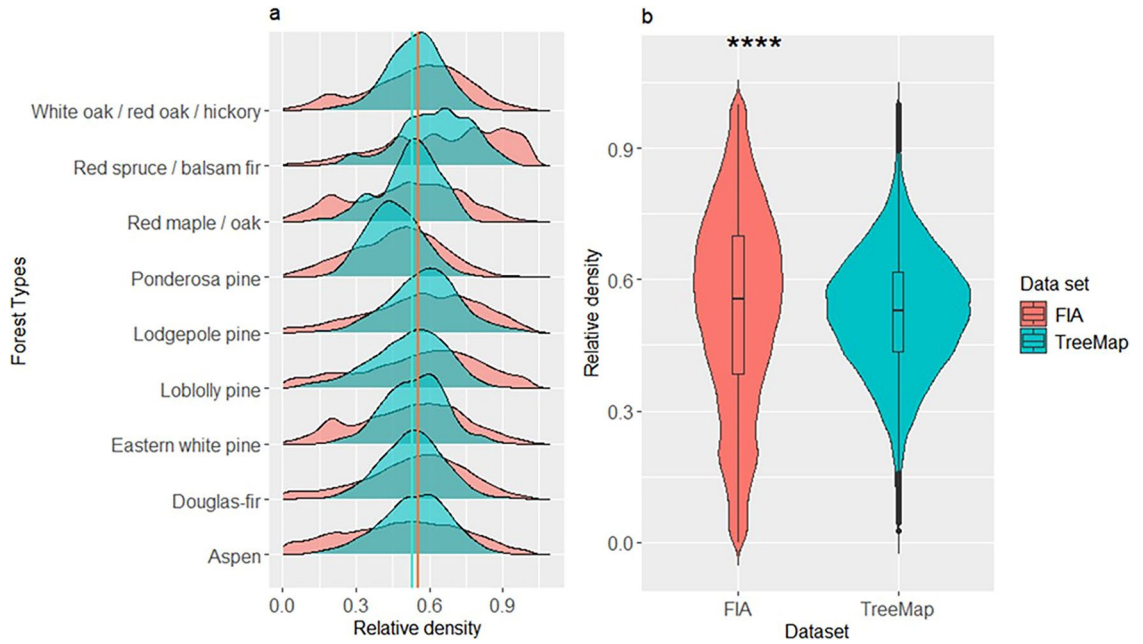 a
Forest Types
White oak / red oak / hickory
Red spruce / balsam fir
Red maple / oak
Ponderosa pine
Lodgepole pine
Loblolly pine
Eastern white pine
Douglas-fir
Aspen
0.0 0.3 0.6 0.9
Relative density
b
****
Relative density
0.9
0.6
0.3
0.0
FIA TreeMap
Dataset
Data set
FIA
TreeMap